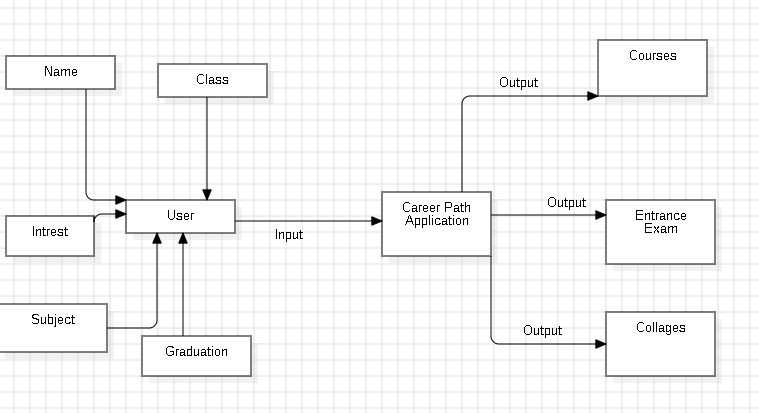 Name
Class
Courses
Output
Intrest
User
Input
Career Path
Application
Output
Entrance
Exam
Subject
Graduation
Output
Collages